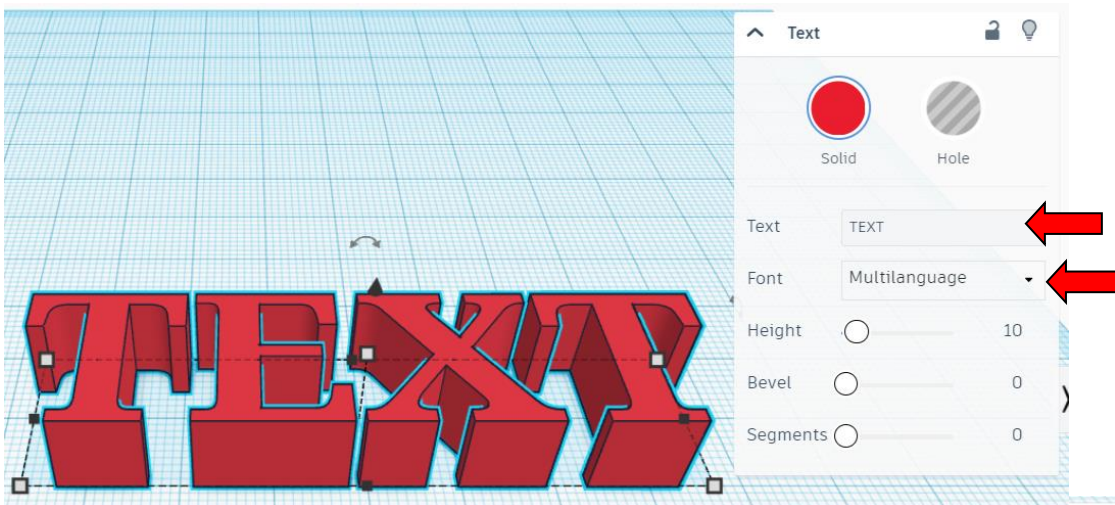 Text
Solid Hole
Text TEXT
Font Multilanguage
Height 10
Bevel 0
Segments 0
TEXT